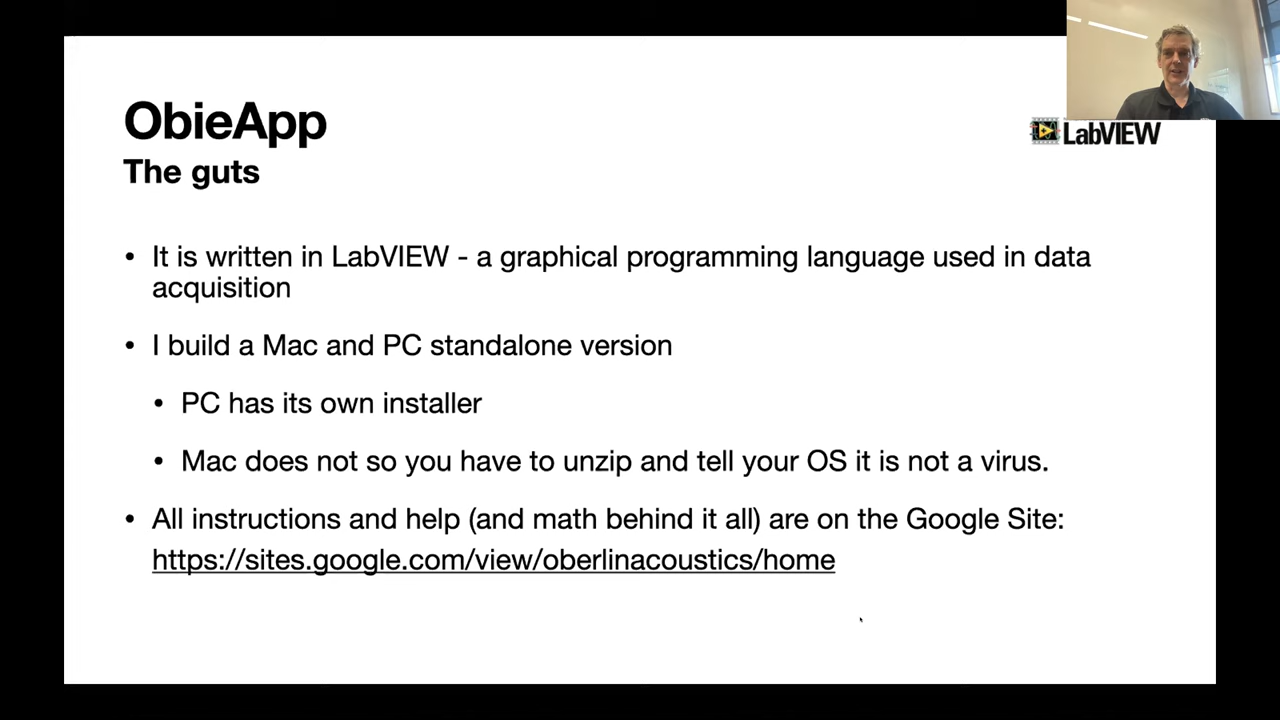 ObieApp
The guts
LabVIEW
• It is written in LabVIEW - a graphical programming language used in data
acquisition
• I build a Mac and PC standalone version
• PC has its own installer
• Mac does not so you have to unzip and tell your OS it is not a virus.
• All instructions and help (and math behind it all) are on the Google Site:
https://sites.google.com/view/oberlinacoustics/home